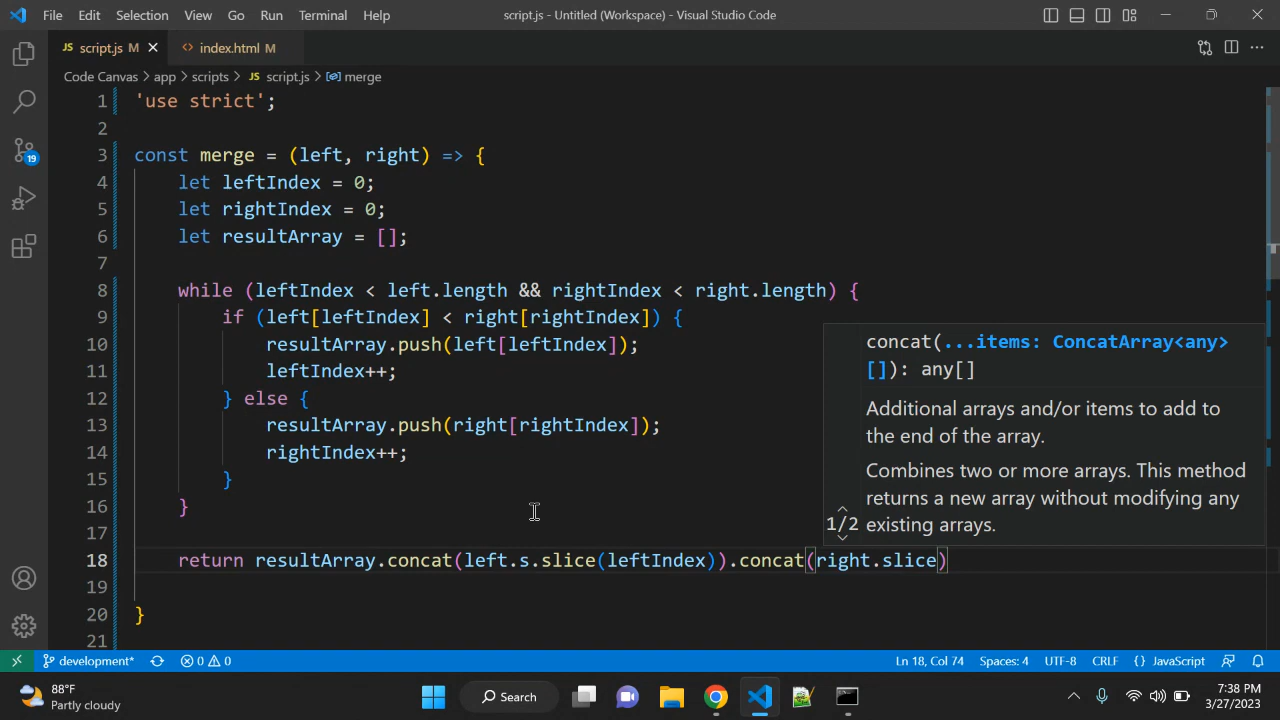 File Edit Selection View Go Run Terminal Help script.js - Untitled (Workspace) - Visual Studio Code
JS script.js M index.html M
Code Canvas > app > scripts > JS script.js > merge
1 'use strict';
2
3 const merge = (left, right) => {
4 let leftIndex = 0;
5 let rightIndex = 0;
6 let resultArray = [];
7
8 while (leftIndex < left.length && rightIndex < right.length) {
9 if (left[leftIndex] < right[rightIndex]) {
10 resultArray.push(left[leftIndex]);
11 leftIndex++;
12 } else {
13 resultArray.push(right[rightIndex]);
14 rightIndex++;
15 }
16 }
17
18 return resultArray.concat(left.s.slice(leftIndex)).concat(right.slice)
19
20 }
21
concat(...items: ConcatArray<any>
[]): any[]
Additional arrays and/or items to add to
the end of the array.
Combines two or more arrays. This method
returns a new array without modifying any
1/2 existing arrays.
19
development* 0 0 Ln 18, Col 74 Spaces: 4 UTF-8 CRLF {} JavaScript
88°F
Partly cloudy
Search
7:38 PM
3/27/2023